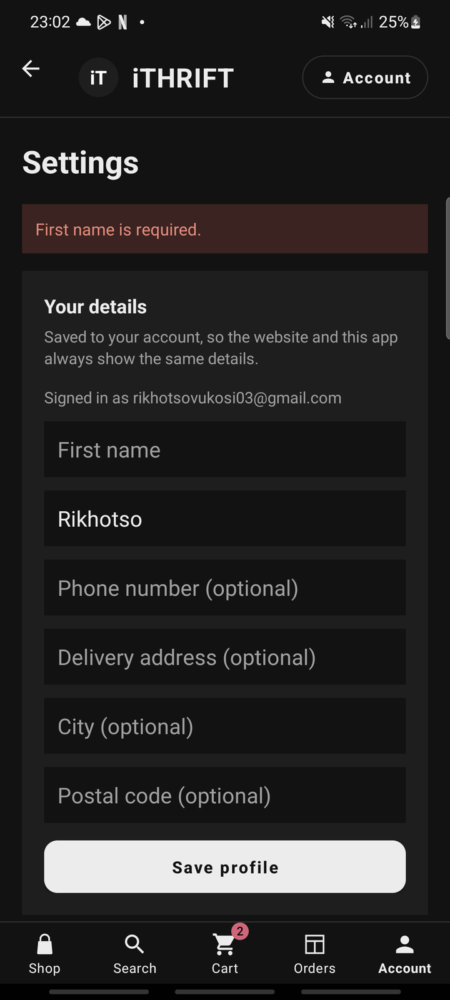 23:02
25%
iT iTHRIFT Account
Settings
First name is required.
Your details
Saved to your account, so the website and this app
always show the same details.
Signed in as rikhotsovukosi03@gmail.com
First name
Rikhotso
Phone number (optional)
Delivery address (optional)
City (optional)
Postal code (optional)
Save profile
2
Shop Search Cart Orders Account